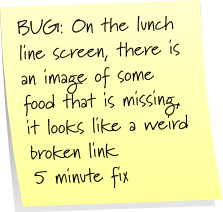 BUG: On the lunch
line screen, there is
an image of some
food that is missing,
it looks like a weird
broken link
5 minute fix